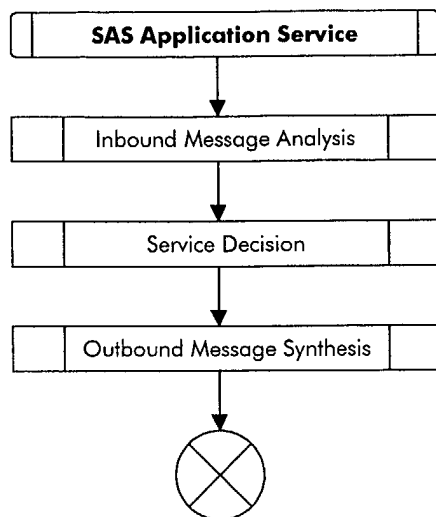 SAS Application Service
Inbound Message Analysis
Service Decision
Outbound Message Synthesis